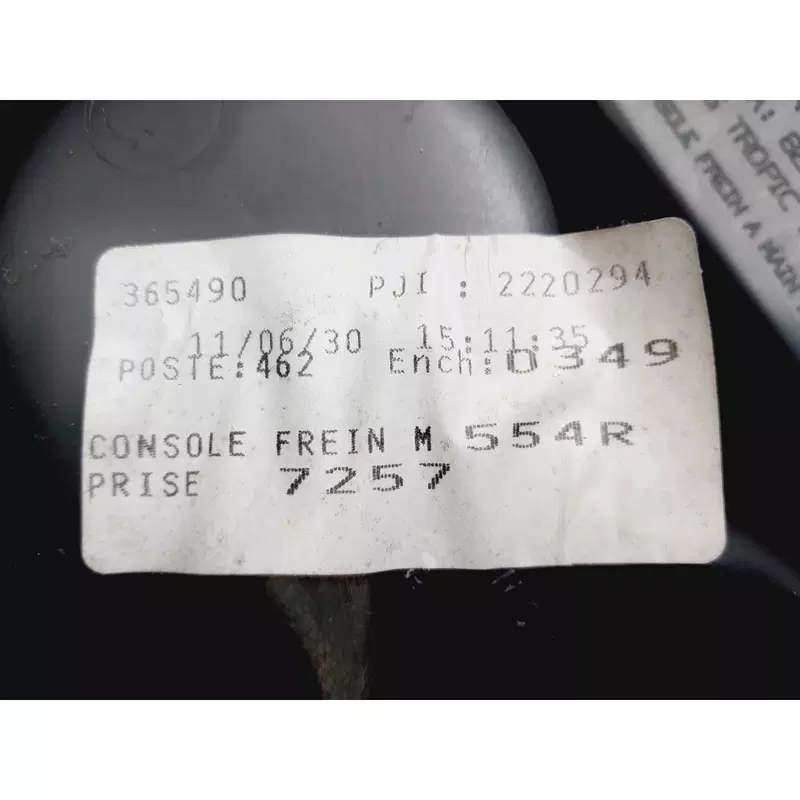 365490 PJI : 2220294
11/06/30 15:11:35
POSTE:462 Ench:0349
CONSOLE FREIN M 554R
PRISE 7257
TROPIC
FREIN A MAIN